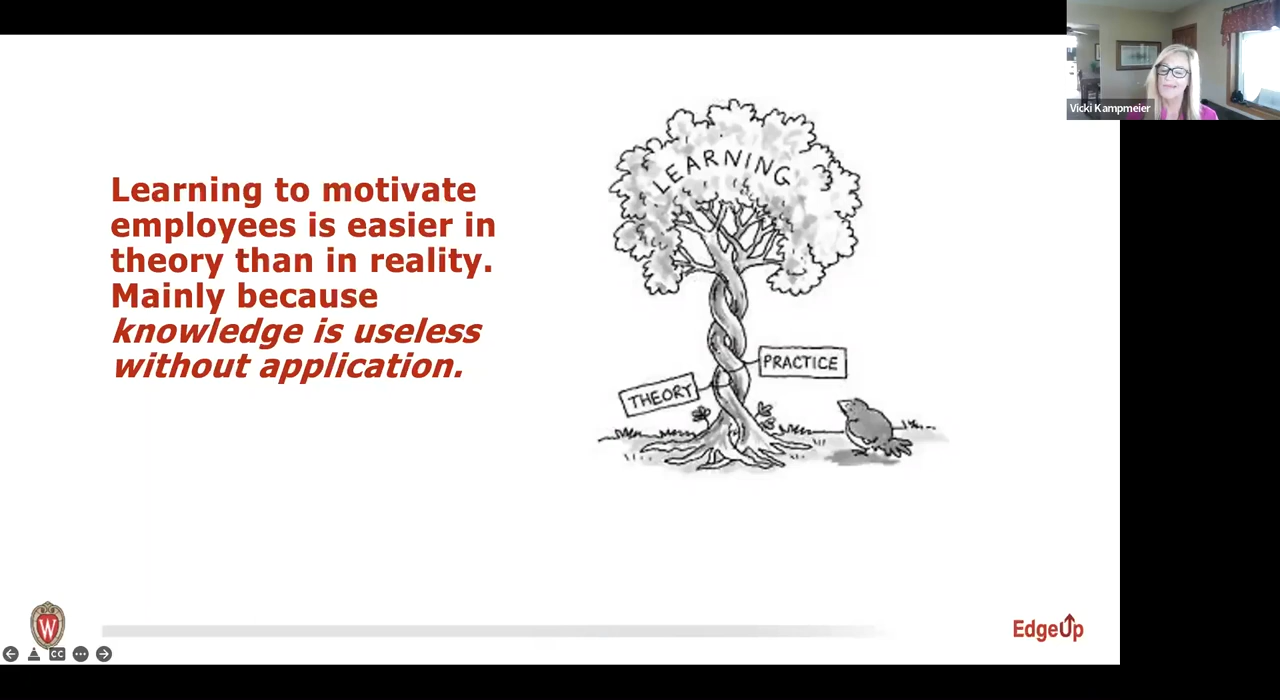 Vicki Kampmeier
Learning to motivate
employees is easier in
theory than in reality.
Mainly because
knowledge is useless
without application.
LEARNING
PRACTICE
THEORY
W
EdgeUp
CC